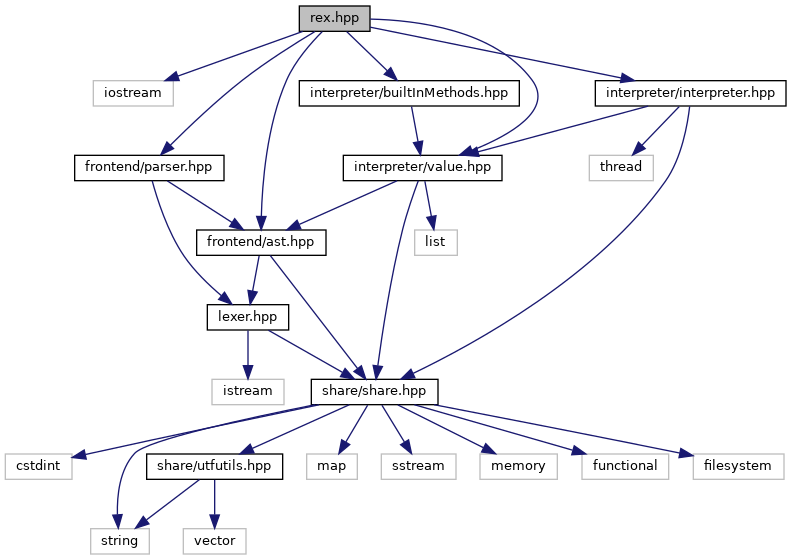 rex.hpp
iostream
interpreter/builtInMethods.hpp
interpreter/interpreter.hpp
frontend/parser.hpp
interpreter/value.hpp
thread
frontend/ast.hpp
list
lexer.hpp
istream
share/share.hpp
cstdint
share/utfutils.hpp
map
sstream
memory
functional
filesystem
string
vector